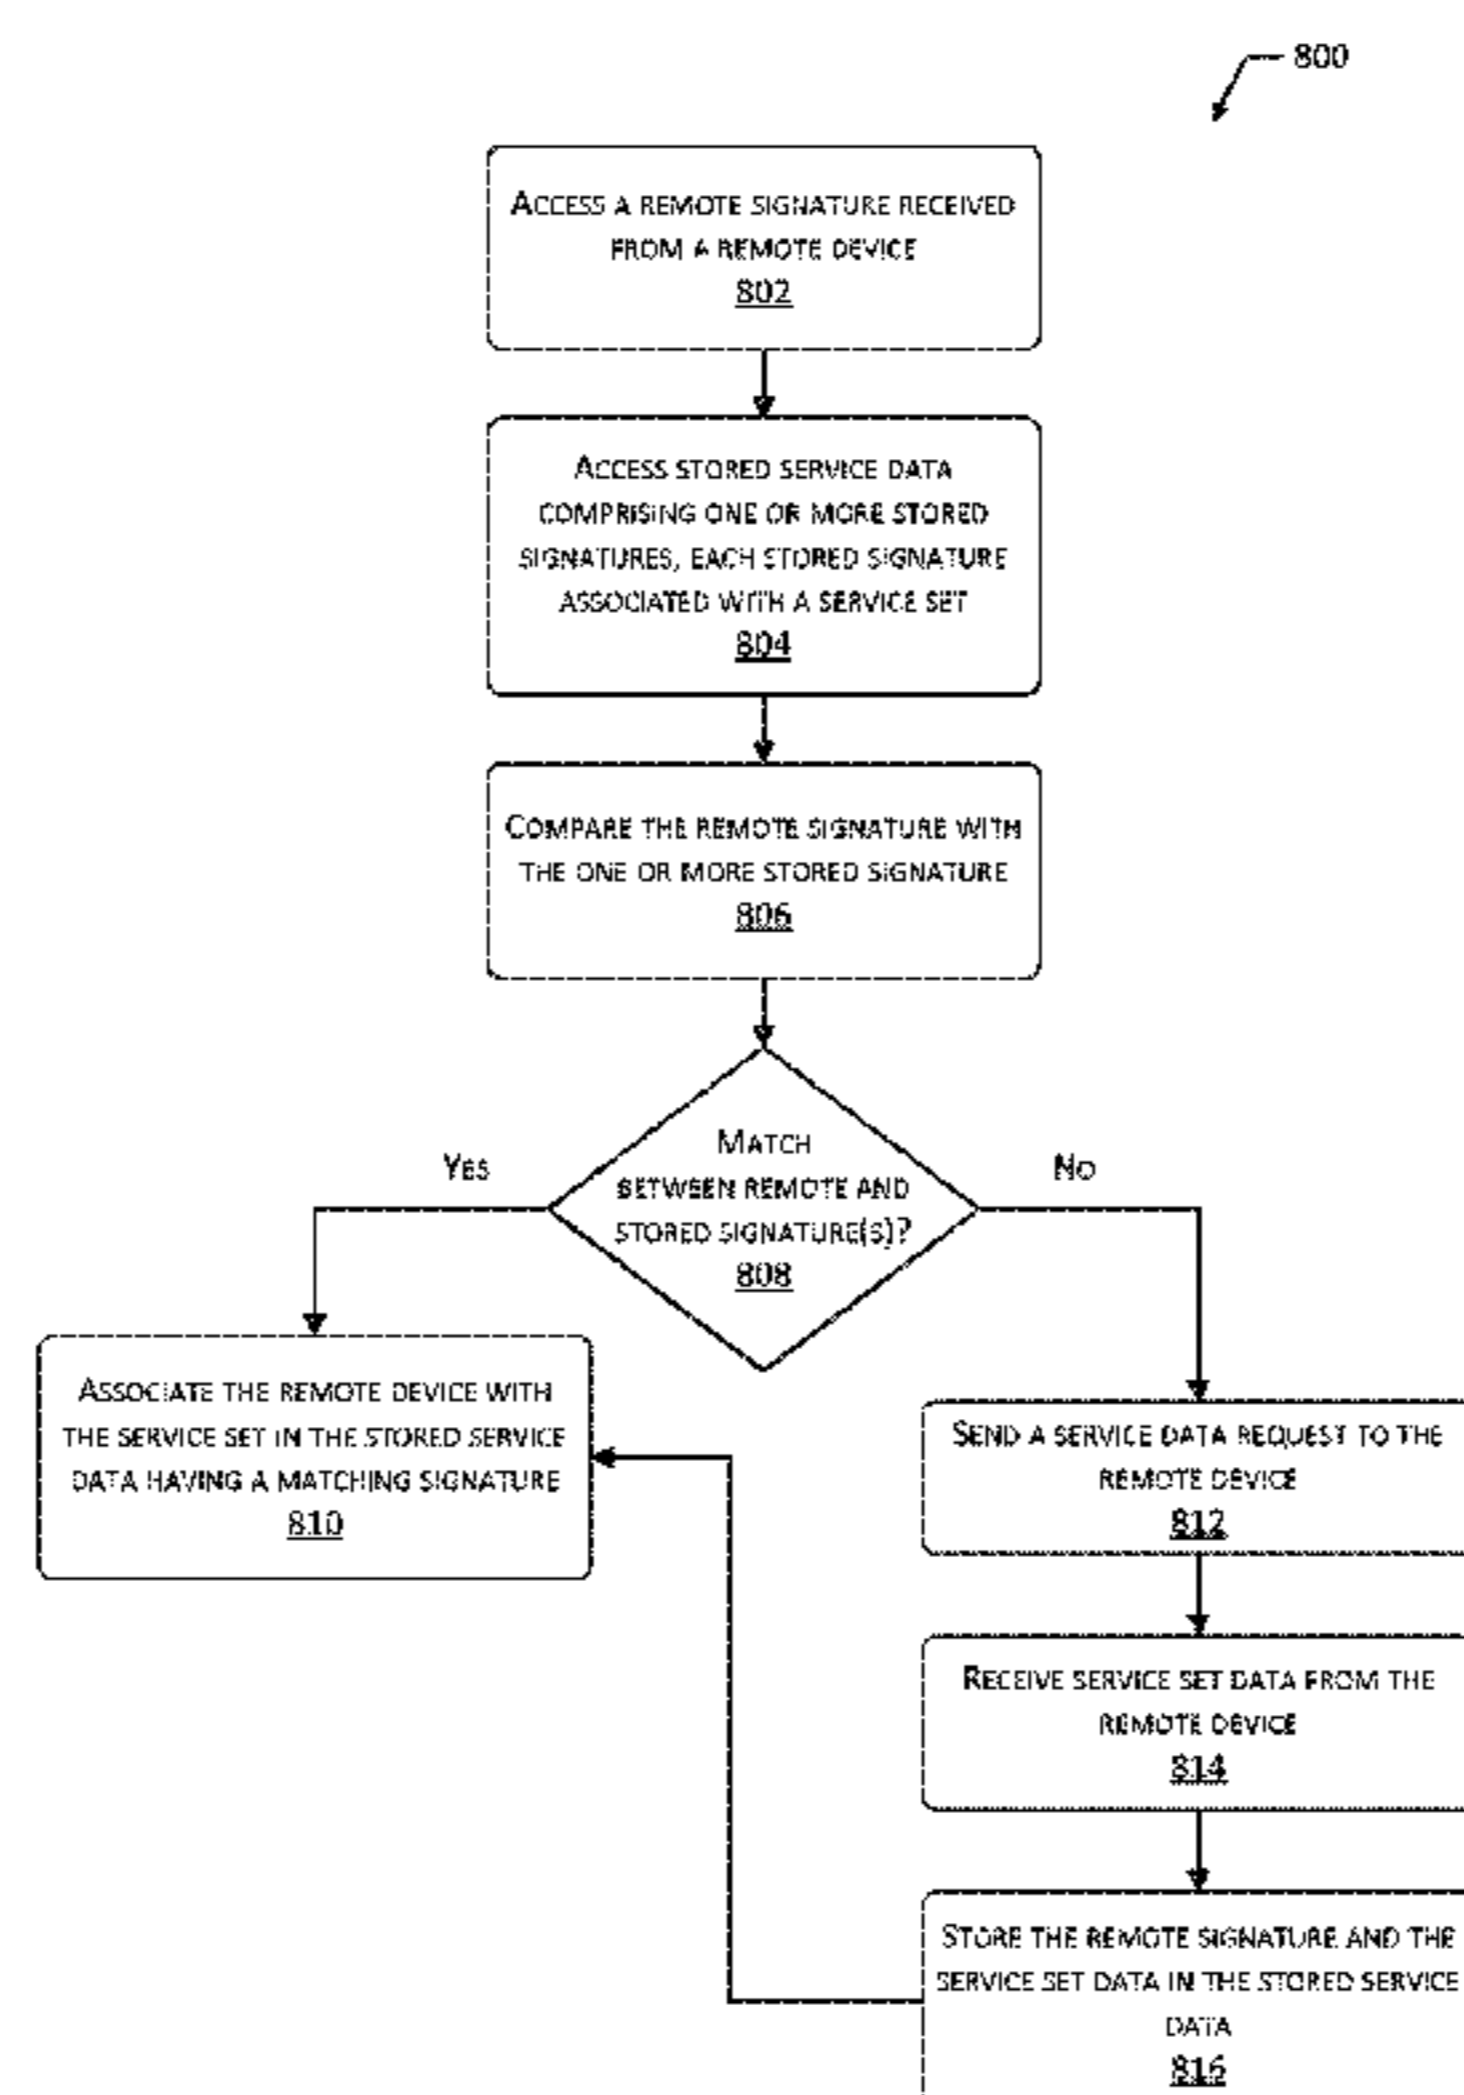 800
ACCESS A REMOTE SIGNATURE RECEIVED
FROM A REMOTE DEVICE
802
ACCESS STORED SERVICE DATA
COMPRISING ONE OR MORE STORED
SIGNATURES, EACH STORED SIGNATURE
ASSOCIATED WITH A SERVICE SET
804
COMPARE THE REMOTE SIGNATURE WITH
THE ONE OR MORE STORED SIGNATURE
806
MATCH
BETWEEN REMOTE AND
STORED SIGNATURE(S)?
808
YES
NO
ASSOCIATE THE REMOTE DEVICE WITH
THE SERVICE SET IN THE STORED SERVICE
DATA HAVING A MATCHING SIGNATURE
810
SEND A SERVICE DATA REQUEST TO THE
REMOTE DEVICE
812
RECEIVE SERVICE SET DATA FROM THE
REMOTE DEVICE
814
STORE THE REMOTE SIGNATURE AND THE
SERVICE SET DATA IN THE STORED SERVICE
DATA
816